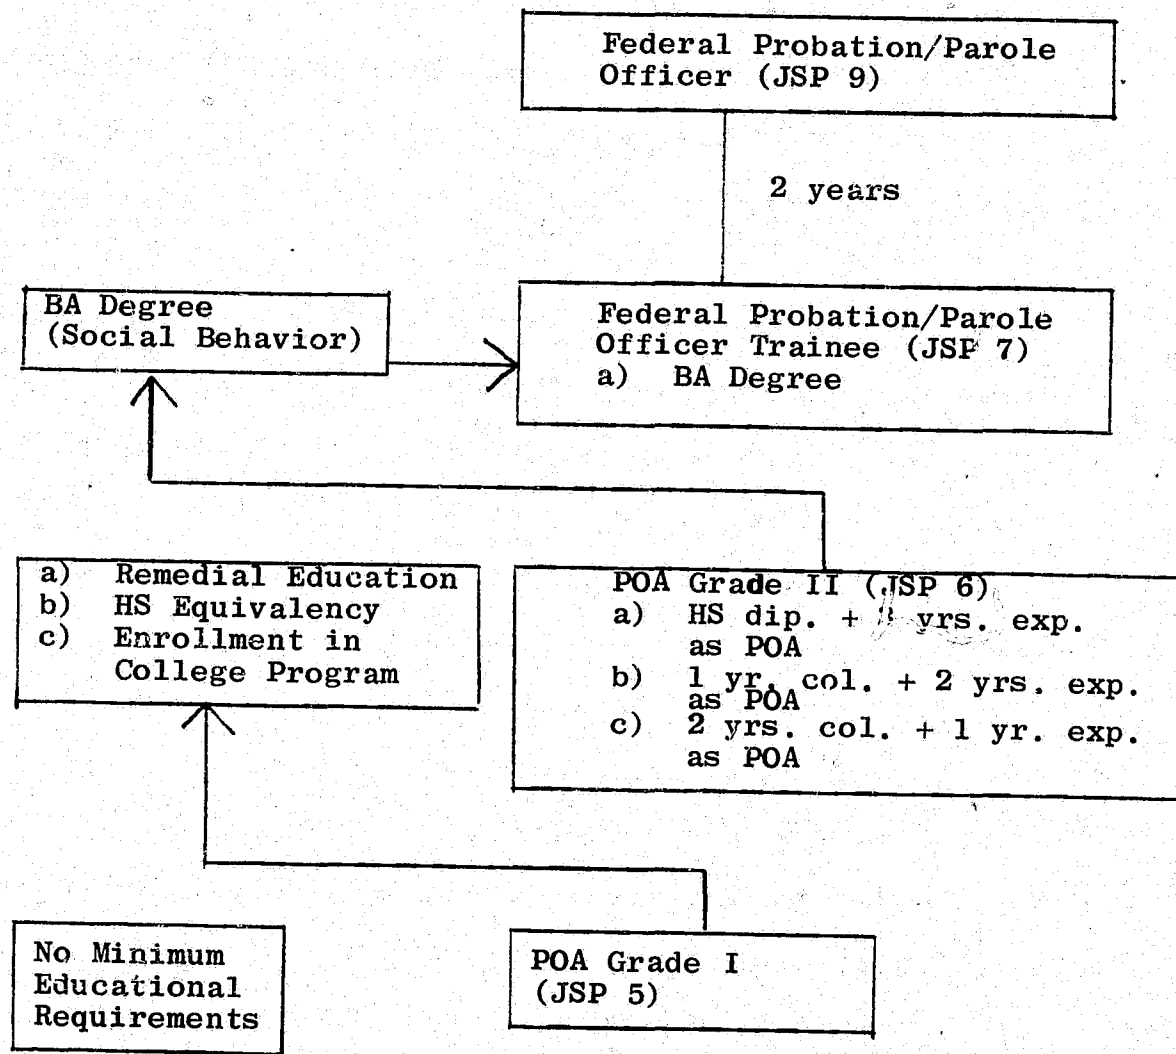 Federal Probation/Parole
Officer (JSP 9)
2 years
BA Degree
(Social Behavior)
Federal Probation/Parole
Officer Trainee (JSP 7)
a) BA Degree
a) Remedial Education
b) HS Equivalency
c) Enrollment in
College Program
POA Grade II (JSP 6)
a) HS dip. + yrs. exp.
as POA
b) 1 yr. col. + 2 yrs. exp.
as POA
c) 2 yrs. col. + 1 yr. exp.
as POA
No Minimum
Educational
Requirements
POA Grade I
(JSP 5)